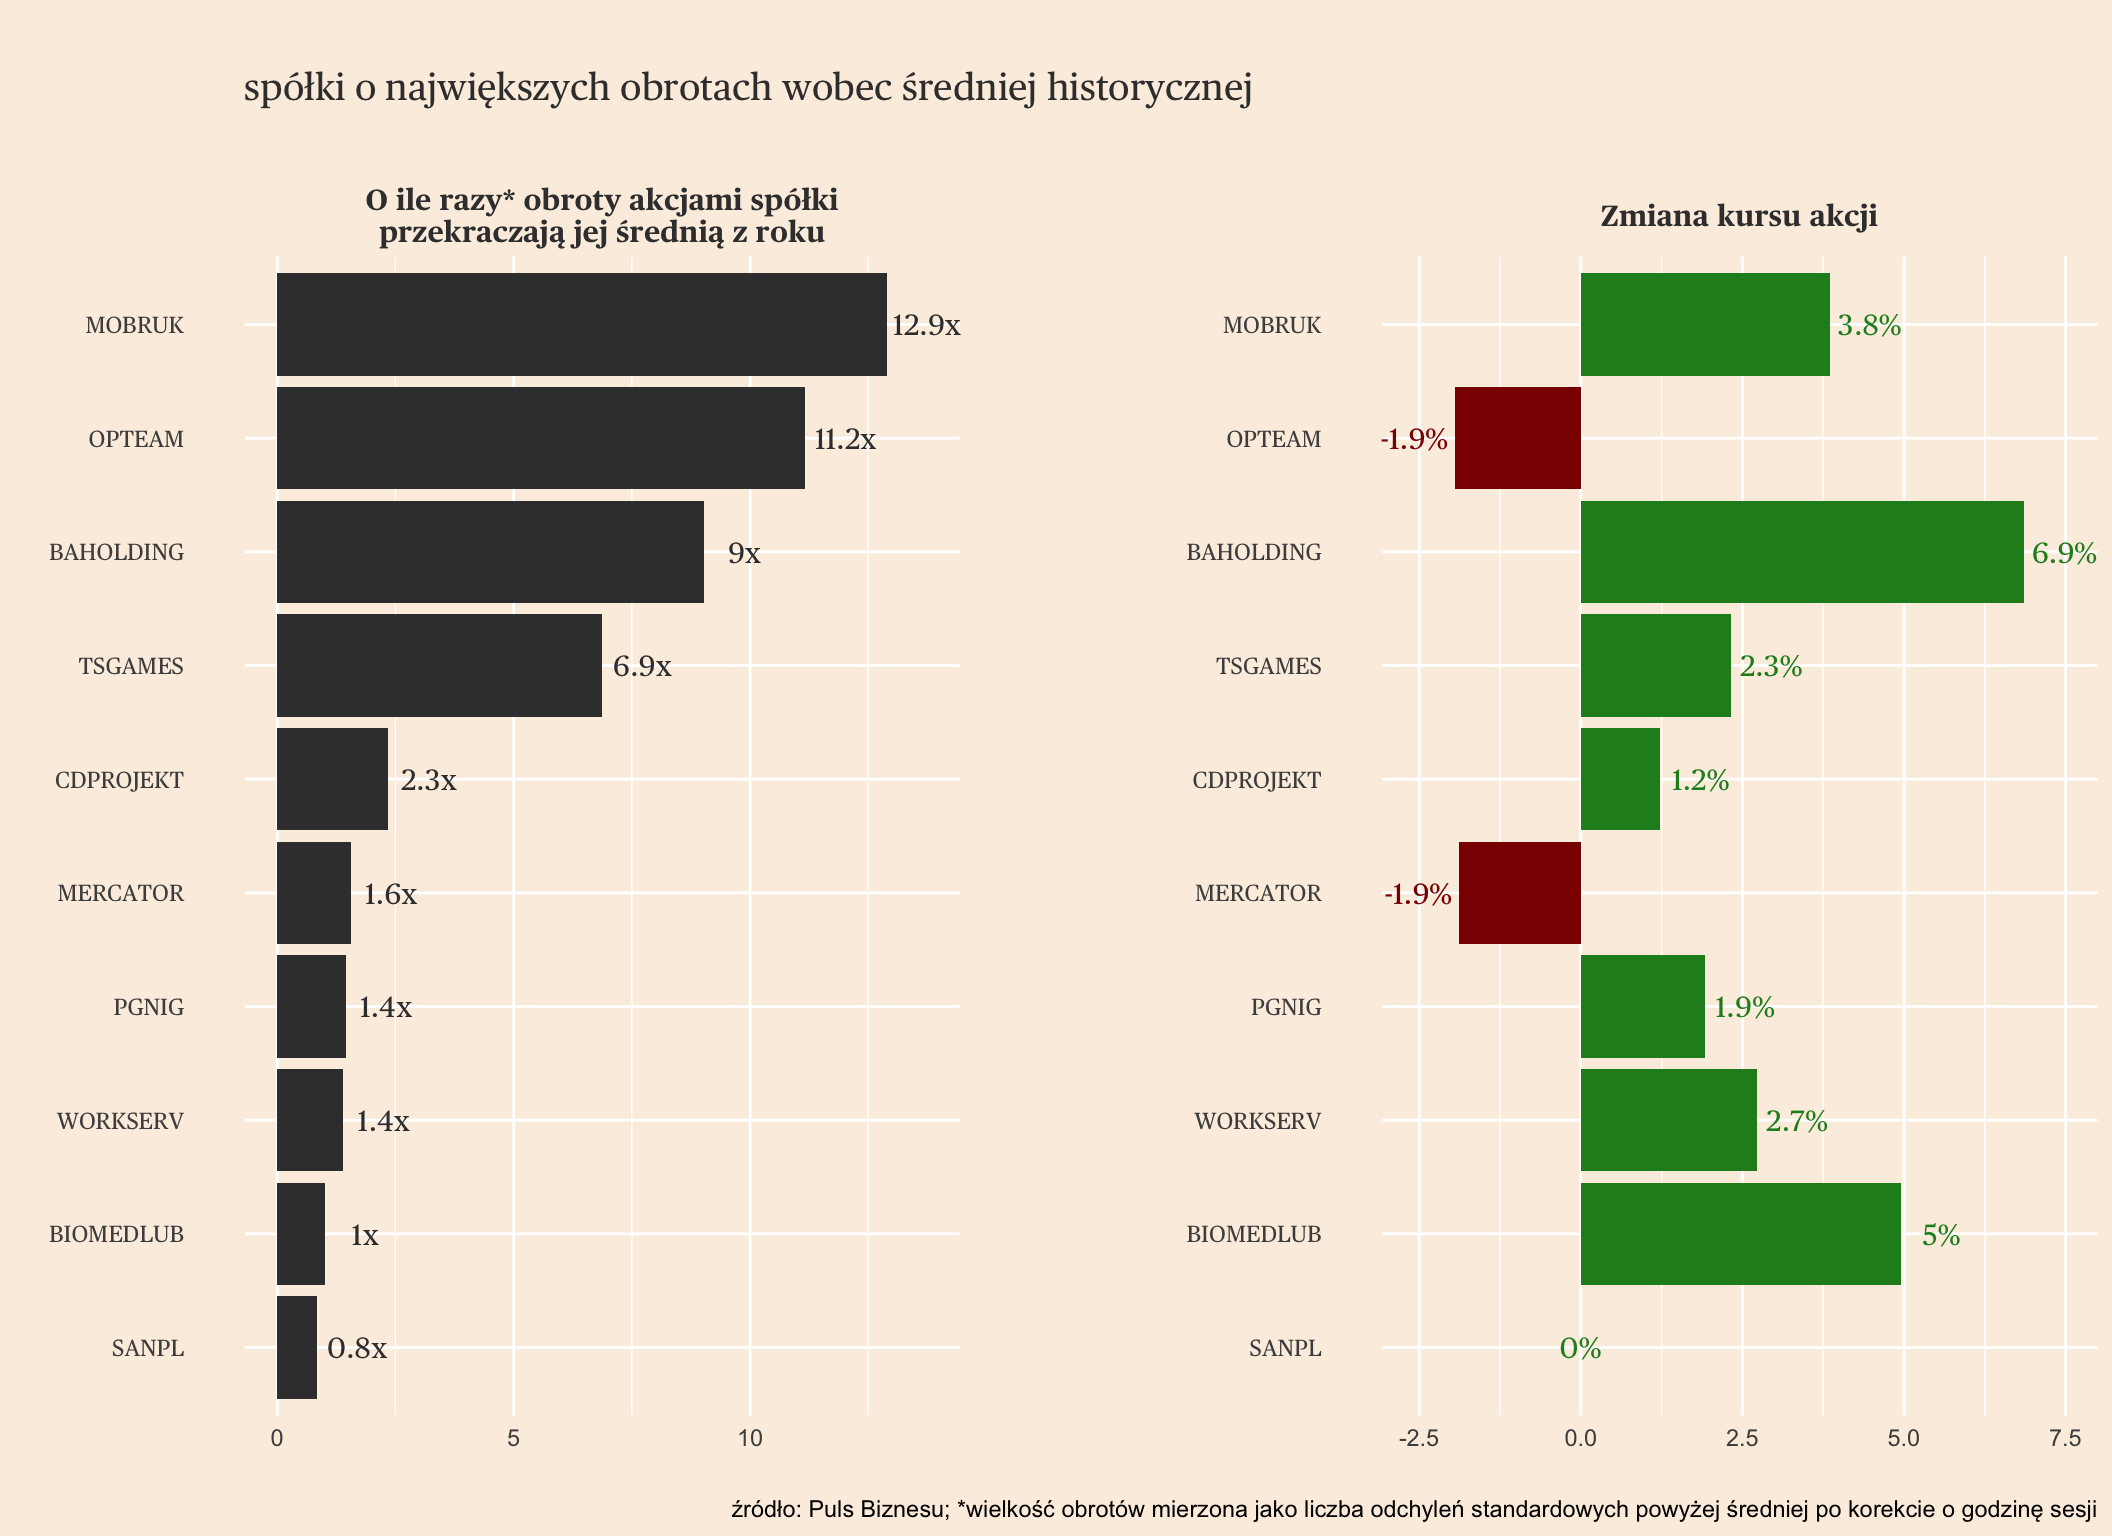 spółki o największych obrotach wobec średniej historycznej
O ile razy* obroty akcjami spółki
przekraczają jej średnią z roku
MOBRUK
12.9x
OPTEAM
11.2x
BAHOLDING
9x
TSGAMES
6.9x
CDPROJEKT
2.3x
MERCATOR
1.6x
PGNIG
1.4x
WORKSERV
1.4x
BIOMEDLUB
1x
SANPL
0.8x
0 5 10
Zmiana kursu akcji
MOBRUK
3.8%
OPTEAM
-1.9%
BAHOLDING
6.9%
TSGAMES
2.3%
CDPROJEKT
1.2%
MERCATOR
-1.9%
PGNIG
1.9%
WORKSERV
2.7%
BIOMEDLUB
5%
SANPL
0%
-2.5 0.0 2.5 5.0 7.5
źródło: Puls Biznesu; *wielkość obrotów mierzona jako liczba odchyleń standardowych powyżej średniej po korekcie o godzinę sesji